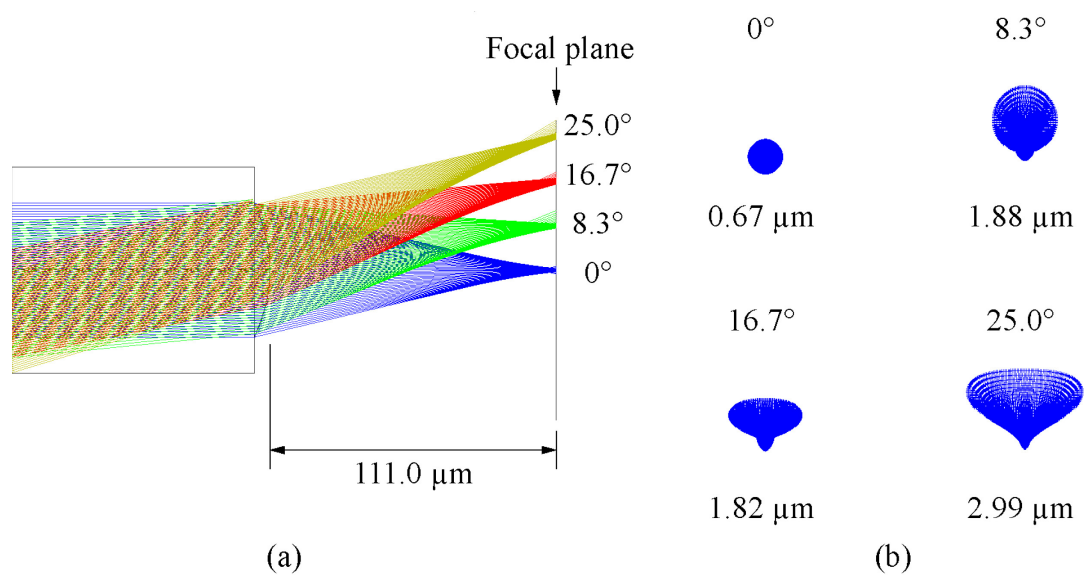 Focal plane
25.0°
16.7°
8.3°
0°
111.0 µm
(a)
0° 8.3°
0.67 µm 1.88 µm
16.7° 25.0°
1.82 µm 2.99 µm
(b)